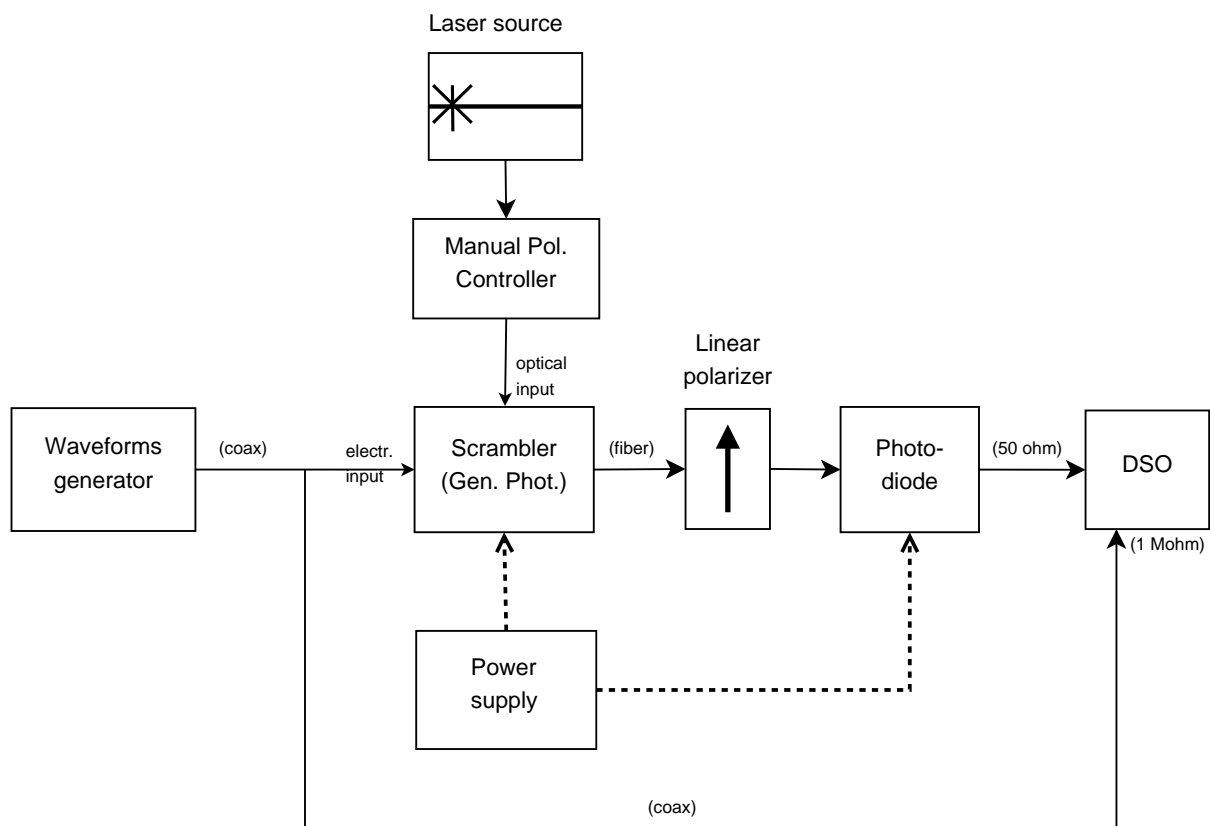 Laser source
Manual Pol.
Controller
optical
input
Linear
polarizer
Waveforms
generator
(coax)
electr.
input
Scrambler
(Gen. Phot.)
(fiber)
Photo-
diode
(50 ohm)
DSO
(1 Mohm)
Power
supply
(coax)